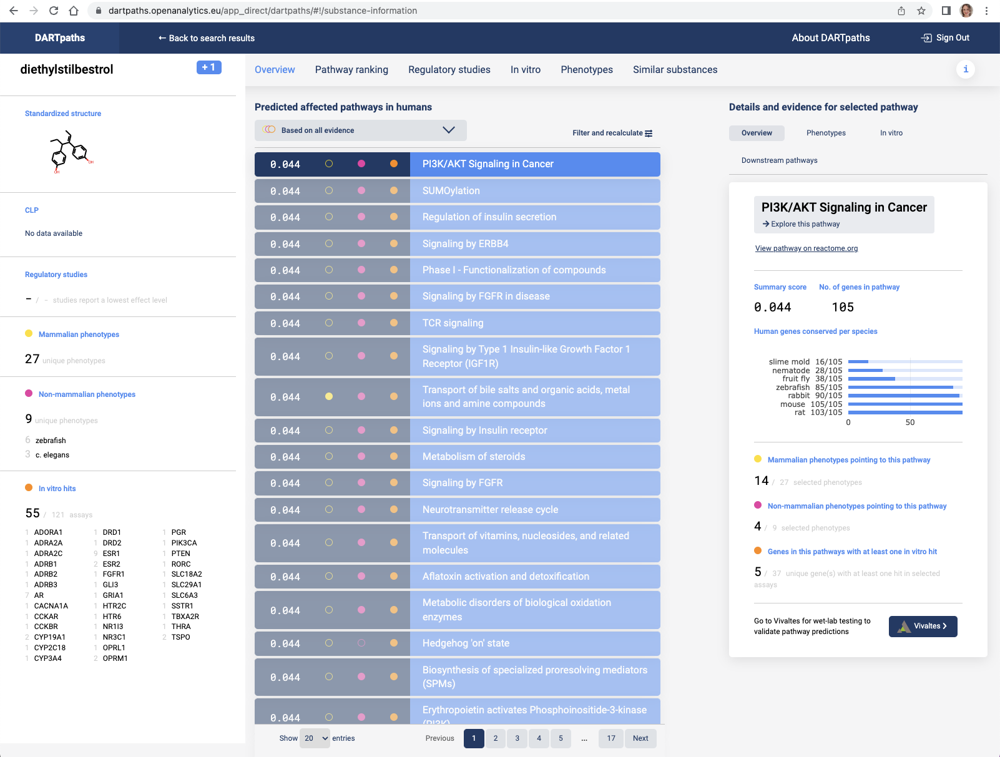 dartpaths.openanalytics.eu/app_direct/dartpaths/#!/substance-information
DARTpaths
← Back to search results
About DARTpaths
Sign Out
diethylstilbestrol
+ 1
Standardized structure
OH
OH
CLP
No data available
Regulatory studies
– / - studies report a lowest effect level
Mammalian phenotypes
27 unique phenotypes
Non-mammalian phenotypes
9 unique phenotypes
6 zebrafish
3 c. elegans
In vitro hits
55 / 121 assays
1 ADORA1
1 ADRA2A
1 ADRA2C
1 ADRB1
1 ADRB2
1 ADRB3
7 AR
1 CACNA1A
1 CCKAR
1 CCKBR
2 CYP19A1
1 CYP2C18
1 CYP3A4
1 DRD1
1 DRD2
9 ESR1
2 ESR2
1 FGFR1
1 GLI3
1 GRIA1
1 HTR2C
1 HTR6
1 NR1I3
1 NR3C1
1 OPRL1
2 OPRM1
1 PGR
1 PIK3CA
1 PTEN
1 RORC
1 SLC18A2
1 SLC29A1
1 SLC6A3
1 SSTR1
1 TBXA2R
1 THRA
2 TSPO
Overview
Pathway ranking
Regulatory studies
In vitro
Phenotypes
Similar substances
i
Predicted affected pathways in humans
Based on all evidence
Filter and recalculate
0.044 PI3K/AKT Signaling in Cancer
0.044 SUMOylation
0.044 Regulation of insulin secretion
0.044 Signaling by ERBB4
0.044 Phase I - Functionalization of compounds
0.044 Signaling by FGFR in disease
0.044 TCR signaling
0.044 Signaling by Type 1 Insulin-like Growth Factor 1
Receptor (IGF1R)
0.044 Transport of bile salts and organic acids, metal
ions and amine compounds
0.044 Signaling by Insulin receptor
0.044 Metabolism of steroids
0.044 Signaling by FGFR
0.044 Neurotransmitter release cycle
0.044 Transport of vitamins, nucleosides, and related
molecules
0.044 Aflatoxin activation and detoxification
0.044 Metabolic disorders of biological oxidation
enzymes
0.044 Hedgehog 'on' state
0.044 Biosynthesis of specialized proresolving mediators
(SPMs)
0.044 Erythropoietin activates Phosphoinositide-3-kinase
(PI3K)
Show 20 entries
Previous 1 2 3 4 5 ... 17 Next
Details and evidence for selected pathway
Overview
Phenotypes
In vitro
Downstream pathways
PI3K/AKT Signaling in Cancer
→ Explore this pathway
View pathway on reactome.org
Summary score
No. of genes in pathway
0.044
105
Human genes conserved per species
slime mold 16/105
nematode 28/105
fruit fly 38/105
zebrafish 85/105
rabbit 90/105
mouse 105/105
rat 103/105
0 50
Mammalian phenotypes pointing to this pathway
14 / 27 selected phenotypes
Non-mammalian phenotypes pointing to this pathway
4 / 9 selected phenotypes
Genes in this pathways with at least one in vitro hit
5 / 37 unique gene(s) with at least one hit in selected
assays
Go to Vivaltes for wet-lab testing to
validate pathway predictions
Vivaltes